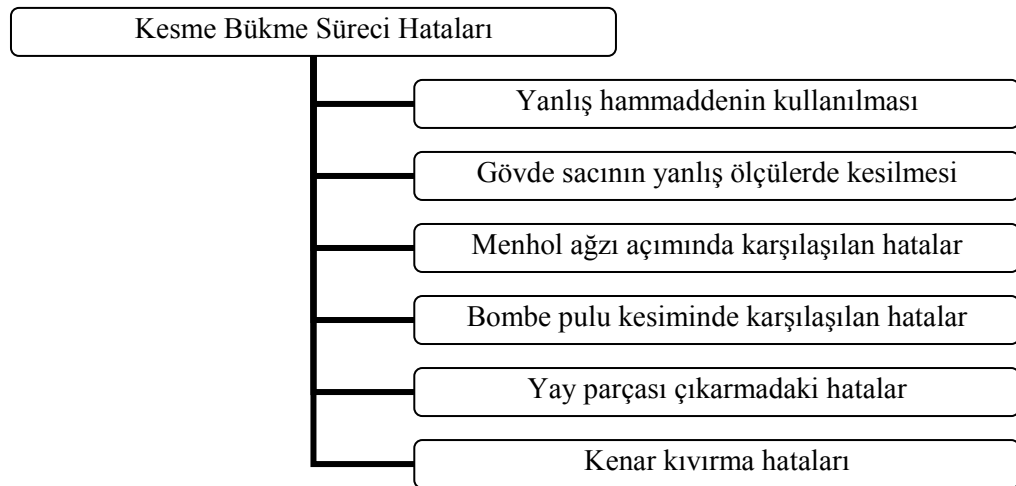 Kesme Bükme Süreci Hataları
Yanlış hammaddenin kullanılması
Gövde sacının yanlış ölçülerde kesilmesi
Menhol ağzı açımında karşılaşılan hatalar
Bombe pulu kesiminde karşılaşılan hatalar
Yay parçası çıkarmadaki hatalar
Kenar kıvırma hataları